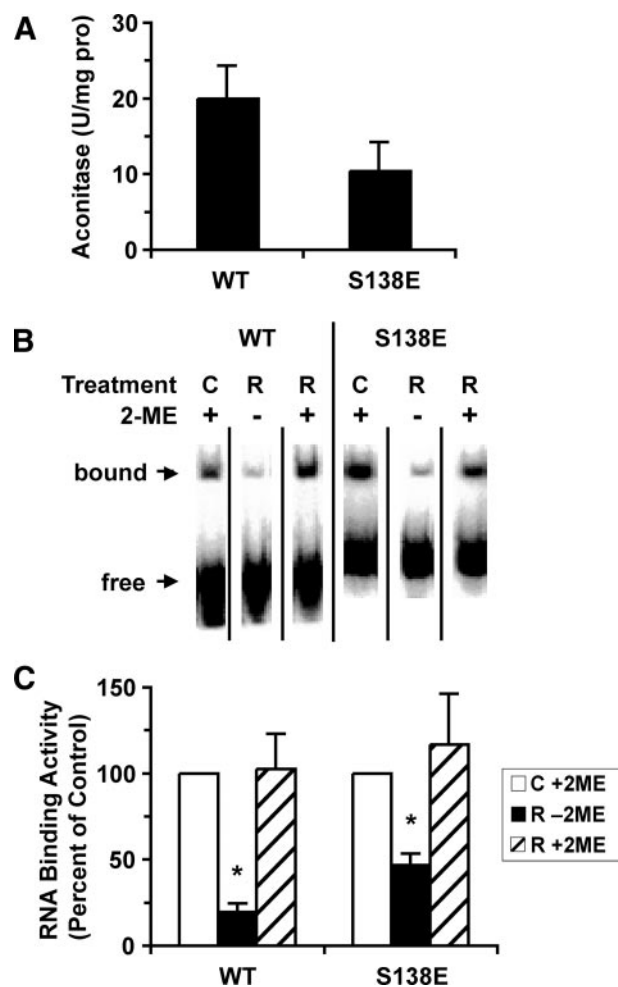 A
Aconitase (U/mg pro)
30
20
10
0
WT S138E
B
WT S138E
Treatment C R R C R R
2-ME + - + + - +
bound
free
C
RNA Binding Activity
(Percent of Control)
150
100
50
0
* *
WT S138E
C +2ME
R –2ME
R +2ME